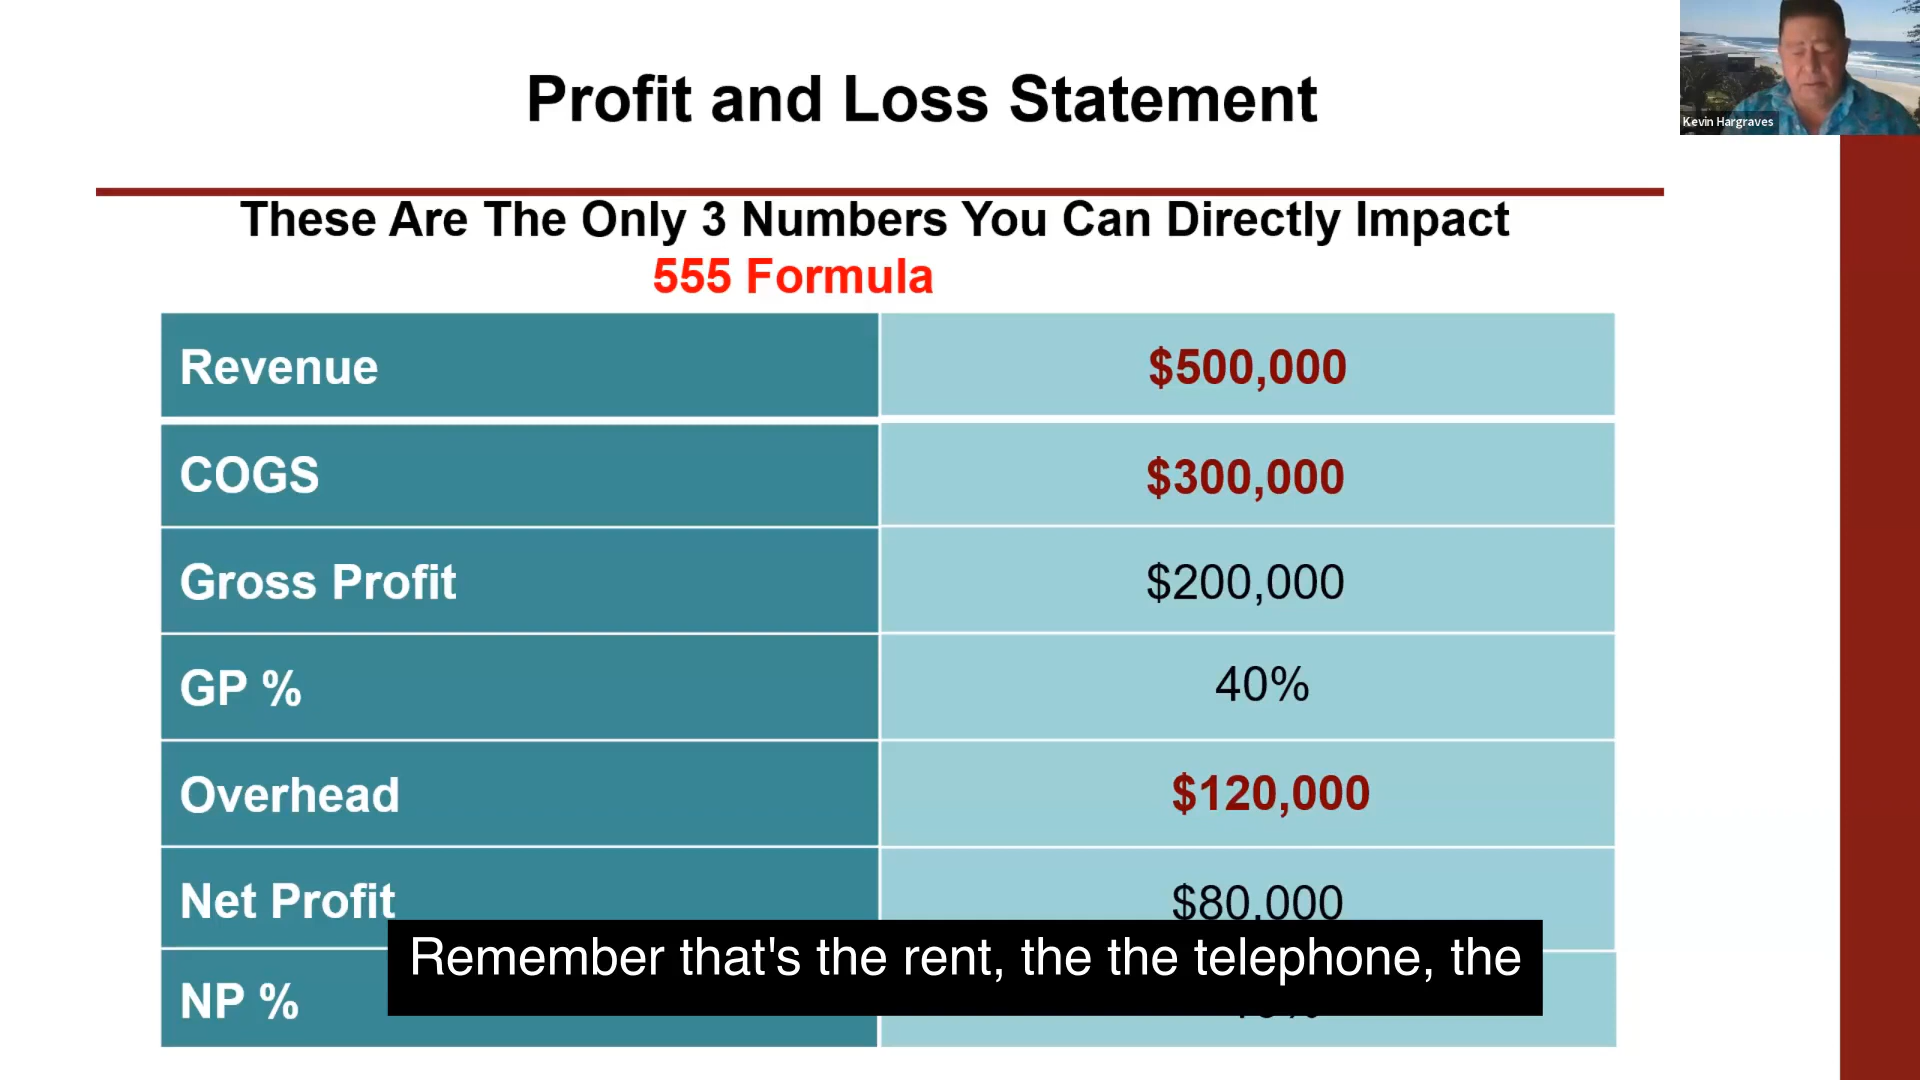 Profit and Loss Statement
Kevin Hargraves
These Are The Only 3 Numbers You Can Directly Impact
555 Formula
Revenue $500,000
COGS $300,000
Gross Profit $200,000
GP % 40%
Overhead $120,000
Net Profit $80,000
Remember that's the rent, the the telephone, the
NP %